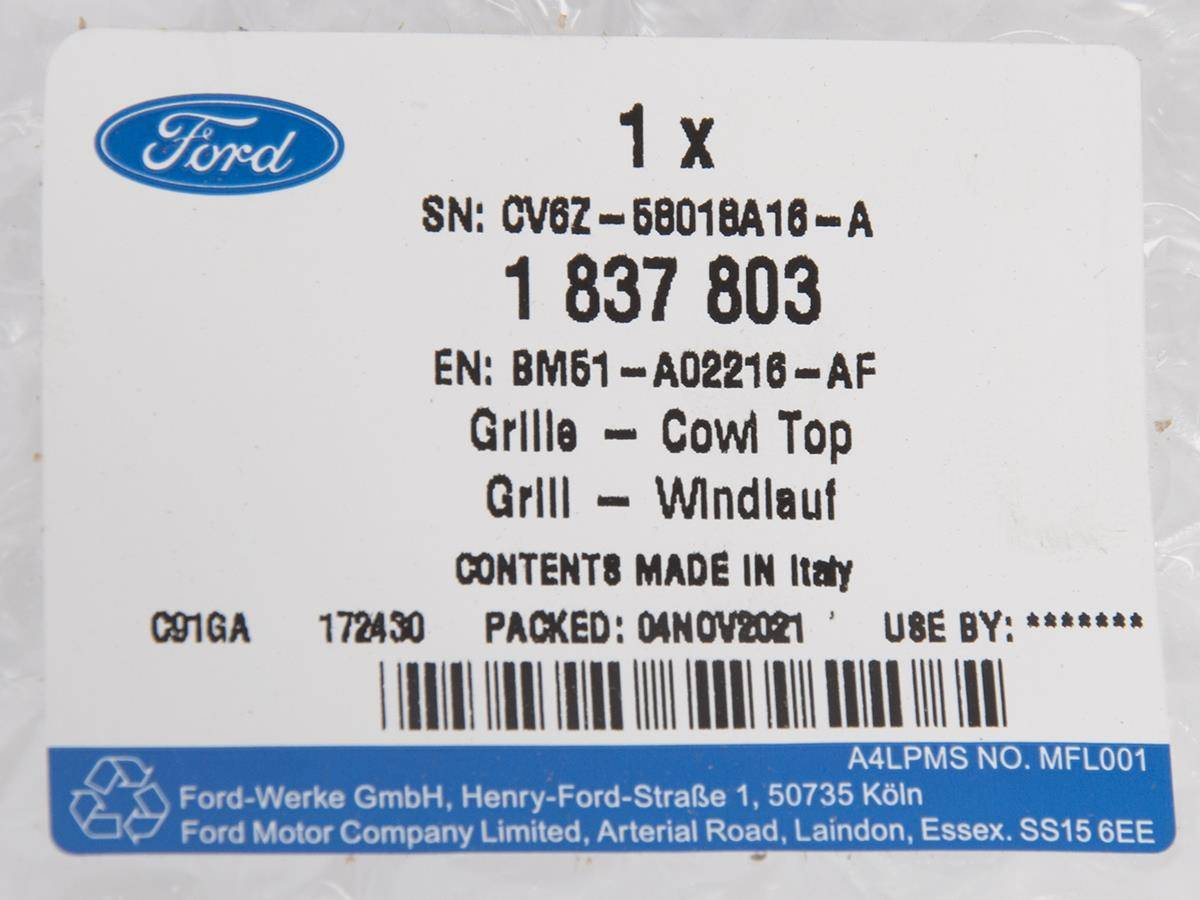 Ford
1 x
SN: CV6Z-58018A16-A
1 837 803
EN: BM51-A02216-AF
Grille - Cowl Top
Grill - Windlauf
CONTENTS MADE IN Italy
C91GA 172430 PACKED: 04NOV2021 USE BY: *******
A4LPMS NO. MFL001
Ford-Werke GmbH, Henry-Ford-Straße 1, 50735 Köln
Ford Motor Company Limited, Arterial Road, Laindon, Essex. SS15 6EE